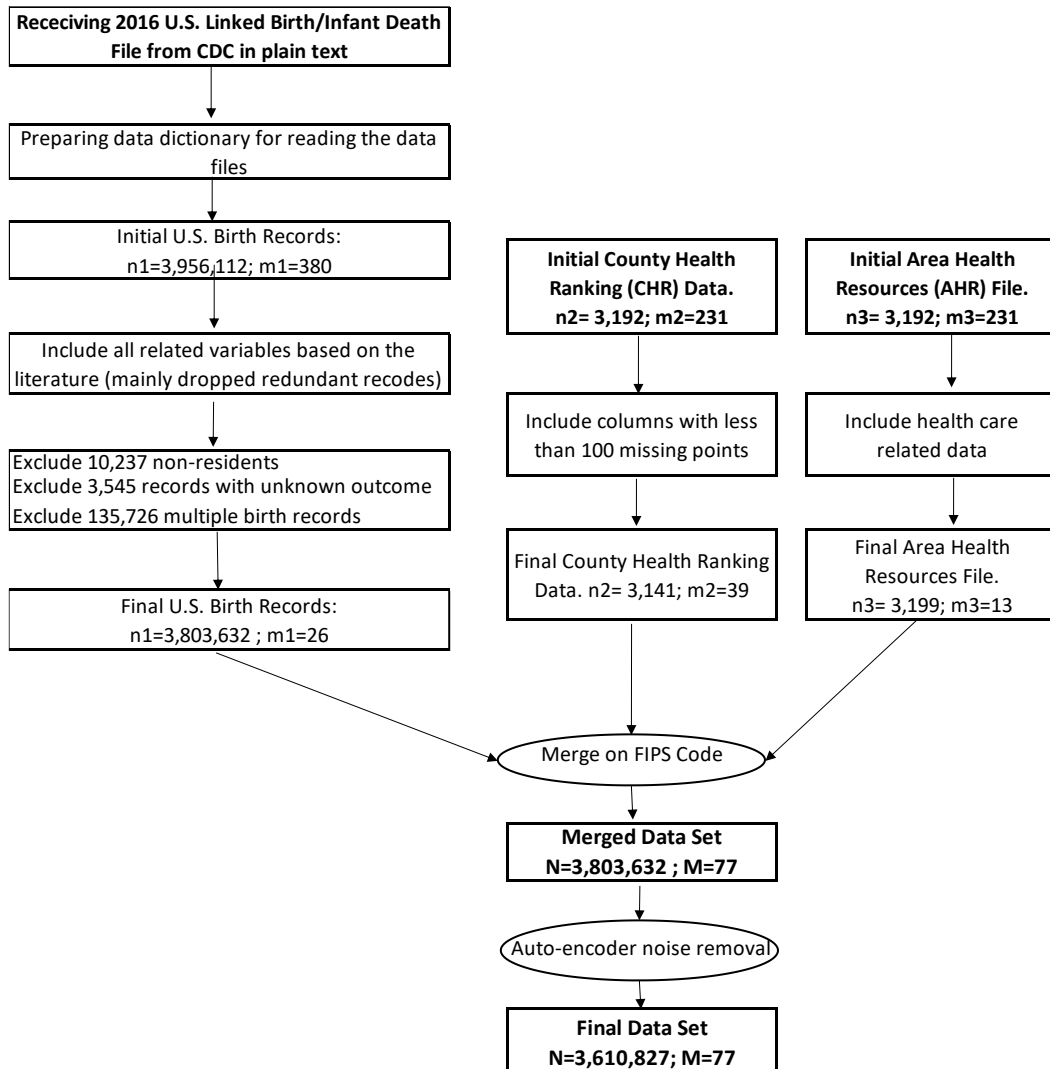 Receciving 2016 U.S. Linked Birth/Infant Death
File from CDC in plain text
Preparing data dictionary for reading the data
files
Initial U.S. Birth Records:
n1=3,956,112; m1=380
Include all related variables based on the
literature (mainly dropped redundant recodes)
Exclude 10,237 non-residents
Exclude 3,545 records with unknown outcome
Exclude 135,726 multiple birth records
Final U.S. Birth Records:
n1=3,803,632 ; m1=26
Initial County Health
Ranking (CHR) Data.
n2= 3,192; m2=231
Include columns with less
than 100 missing points
Final County Health Ranking
Data. n2= 3,141; m2=39
Initial Area Health
Resources (AHR) File.
n3= 3,192; m3=231
Include health care
related data
Final Area Health
Resources File.
n3= 3,199; m3=13
Merge on FIPS Code
Merged Data Set
N=3,803,632 ; M=77
Auto-encoder noise removal
Final Data Set
N=3,610,827; M=77